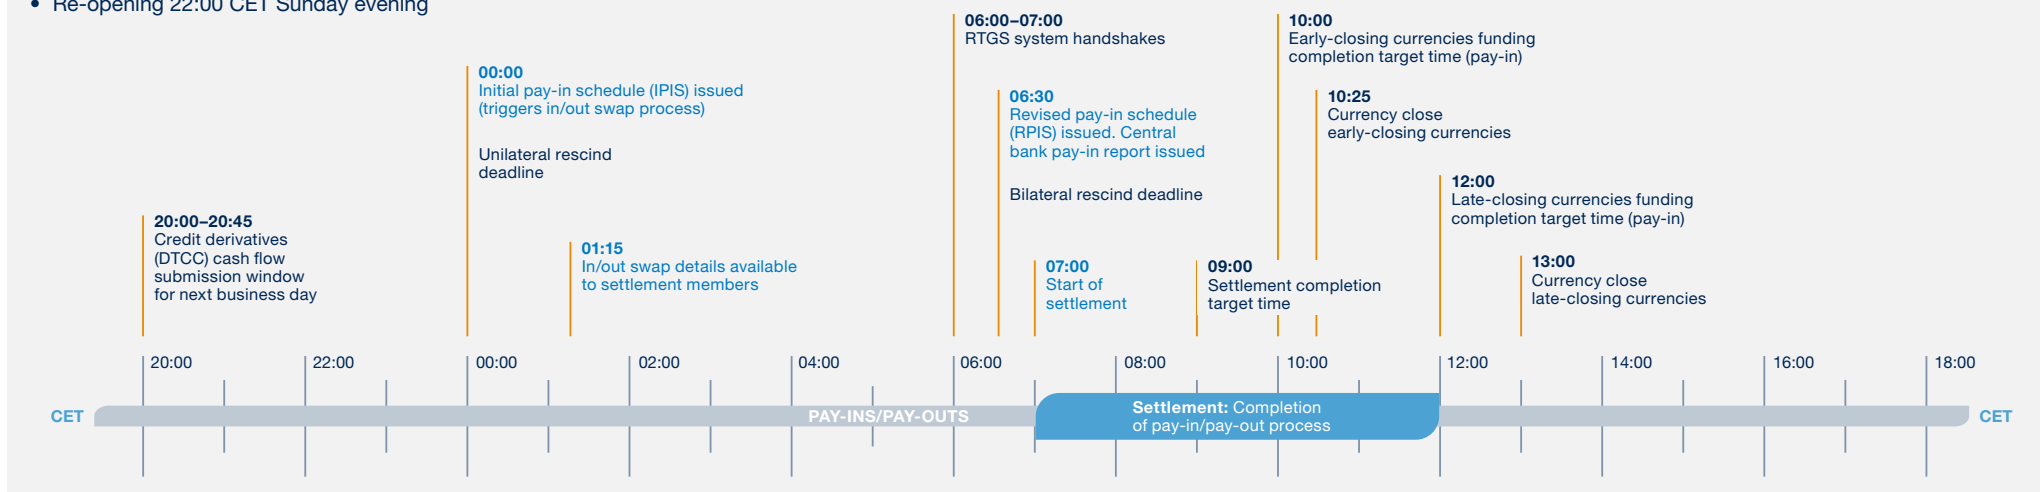 • Re-opening 22:00 CET Sunday evening
20:00–20:45
Credit derivatives
(DTCC) cash flow
submission window
for next business day
00:00
Initial pay-in schedule (IPIS) issued
(triggers in/out swap process)
Unilateral rescind
deadline
01:15
In/out swap details available
to settlement members
06:00–07:00
RTGS system handshakes
06:30
Revised pay-in schedule
(RPIS) issued. Central
bank pay-in report issued
Bilateral rescind deadline
07:00
Start of
settlement
09:00
Settlement completion
target time
10:00
Early-closing currencies funding
completion target time (pay-in)
10:25
Currency close
early-closing currencies
12:00
Late-closing currencies funding
completion target time (pay-in)
13:00
Currency close
late-closing currencies
20:00 22:00 00:00 02:00 04:00 06:00 08:00 10:00 12:00 14:00 16:00 18:00
CET
PAY-INS/PAY-OUTS
Settlement: Completion
of pay-in/pay-out process
CET